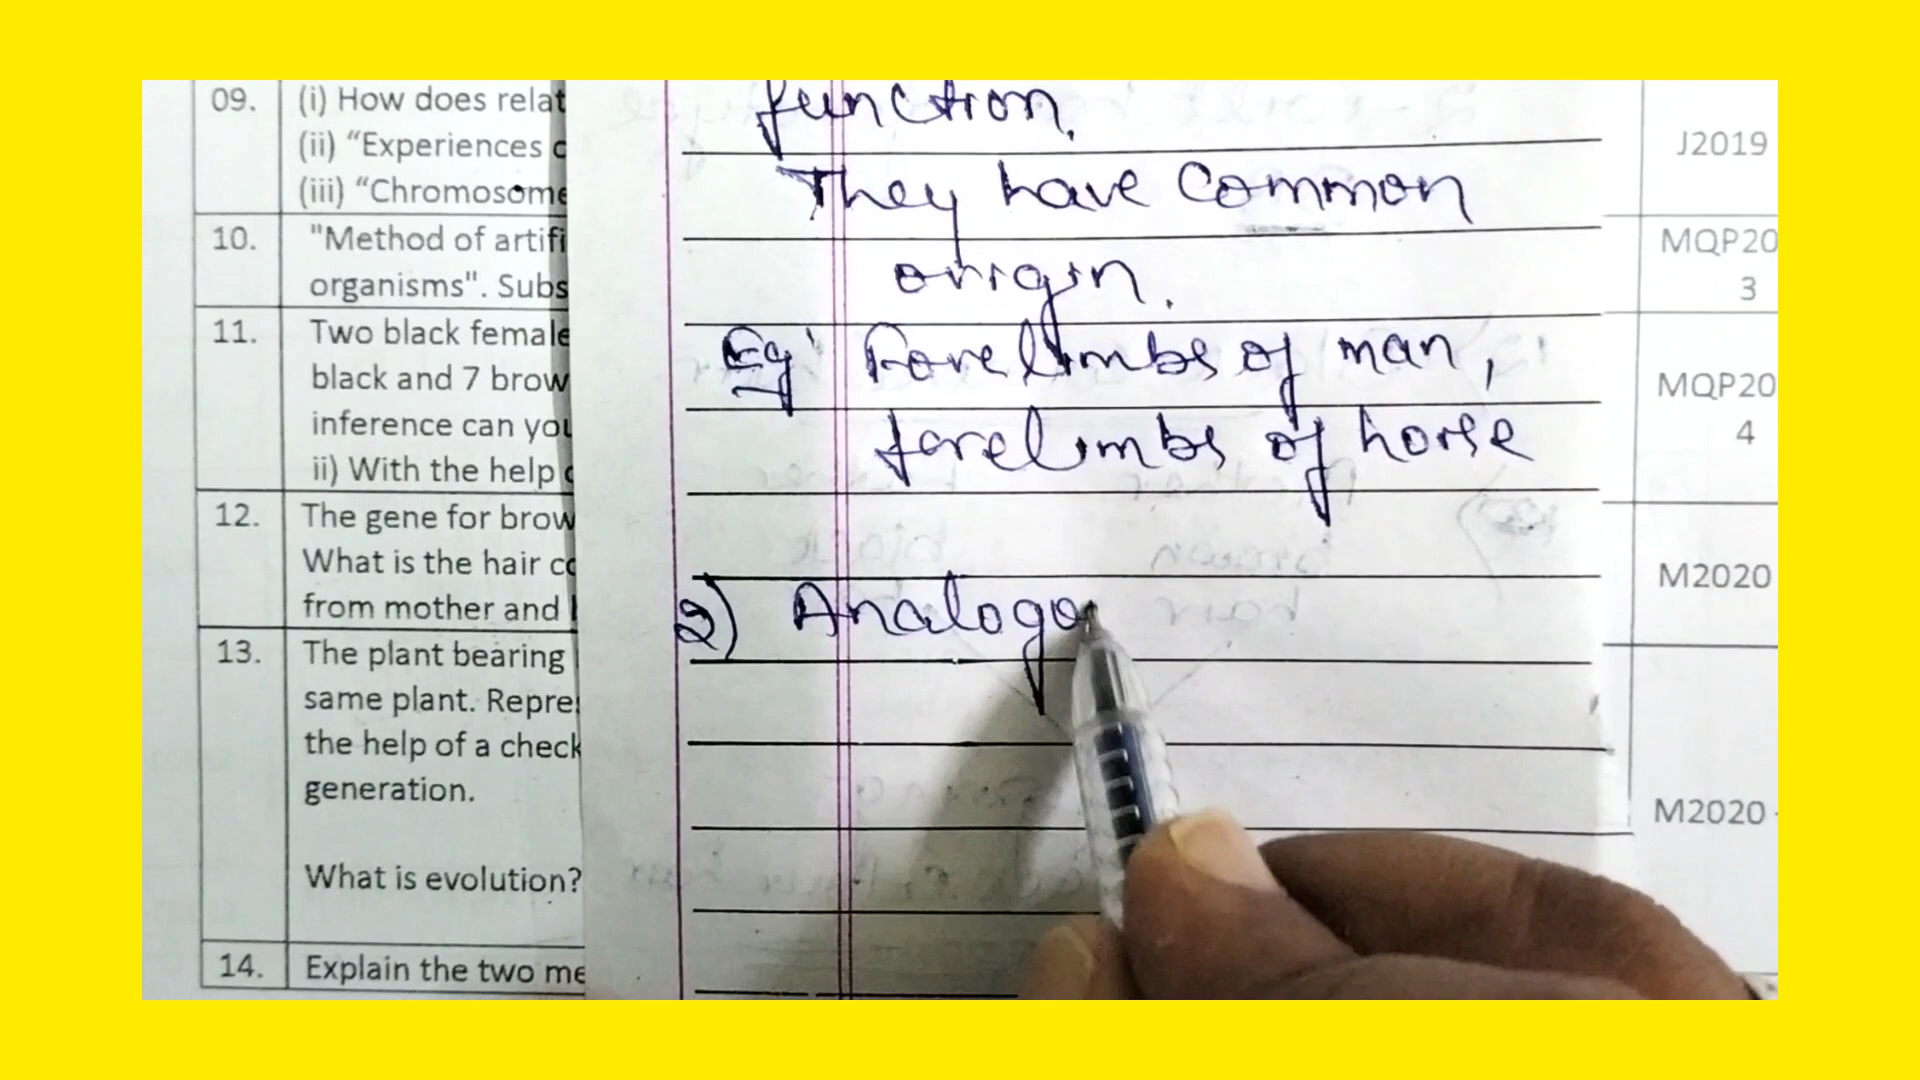 09.
(i) How does relat
(ii) “Experiences
(iii) “Chromosome
10.
"Method of artifi
organisms". Subs
11.
Two black female
black and 7 brow
inference can you
ii) With the help
12.
The gene for brow
What is the hair co
from mother and
13.
The plant bearing
same plant. Repre
the help of a check
generation.
What is evolution?
14.
Explain the two me
function.
They have common
origin.
Eg' Forelimbs of man,
forelimbs of horse
2) Analogo
J2019
MQP20
3
MQP20
4
M2020
M2020 -